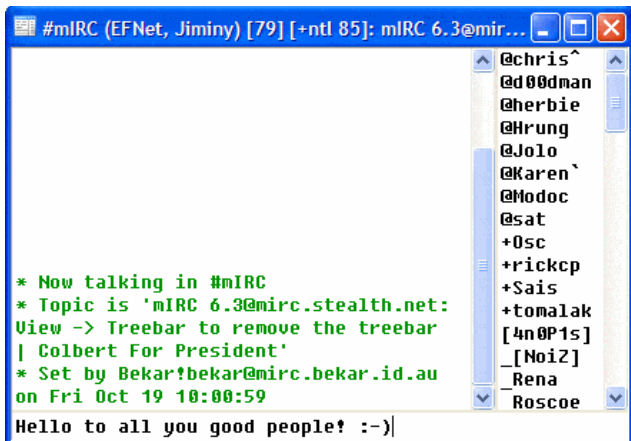 #mIRC (EFNet, Jiminy) [79] [+ntl 85]: mIRC 6.3@mir...
* Now talking in #mIRC
* Topic is 'mIRC 6.3@mirc.stealth.net:
View -> Treebar to remove the treebar
| Colbert For President'
* Set by Bekar!bekar@mirc.bekar.id.au
on Fri Oct 19 10:00:59
@chris^
@d00dman
@herbie
@Hrung
@Jolo
@Karen`
@Modoc
@sat
+Osc
+rickcp
+Sais
+tomalak
[4n0P1s]
_[NoiZ]
_Rena
_Roscoe
Hello to all you good people! :-)